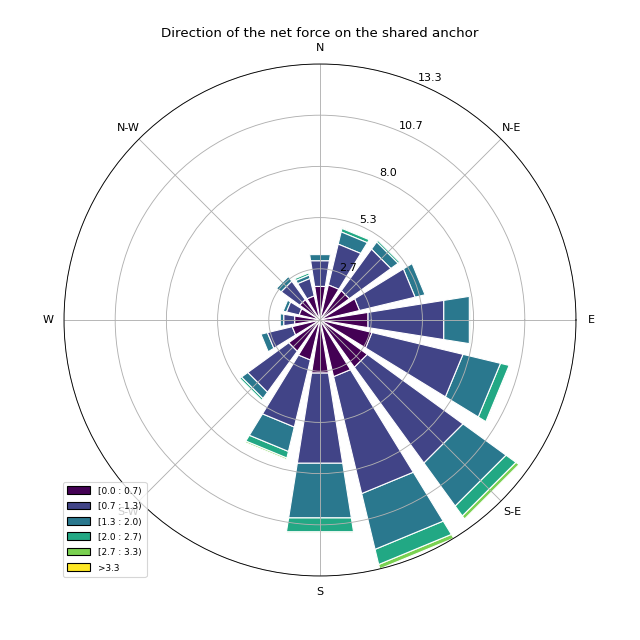 Direction of the net force on the shared anchor
N
13.3
N-W
10.7
N-E
8.0
5.3
2.7
W
E
[0.0 : 0.7)
[0.7 : 1.3)
S-W
[1.3 : 2.0)
S-E
[2.0 : 2.7)
[2.7 : 3.3)
>3.3
S